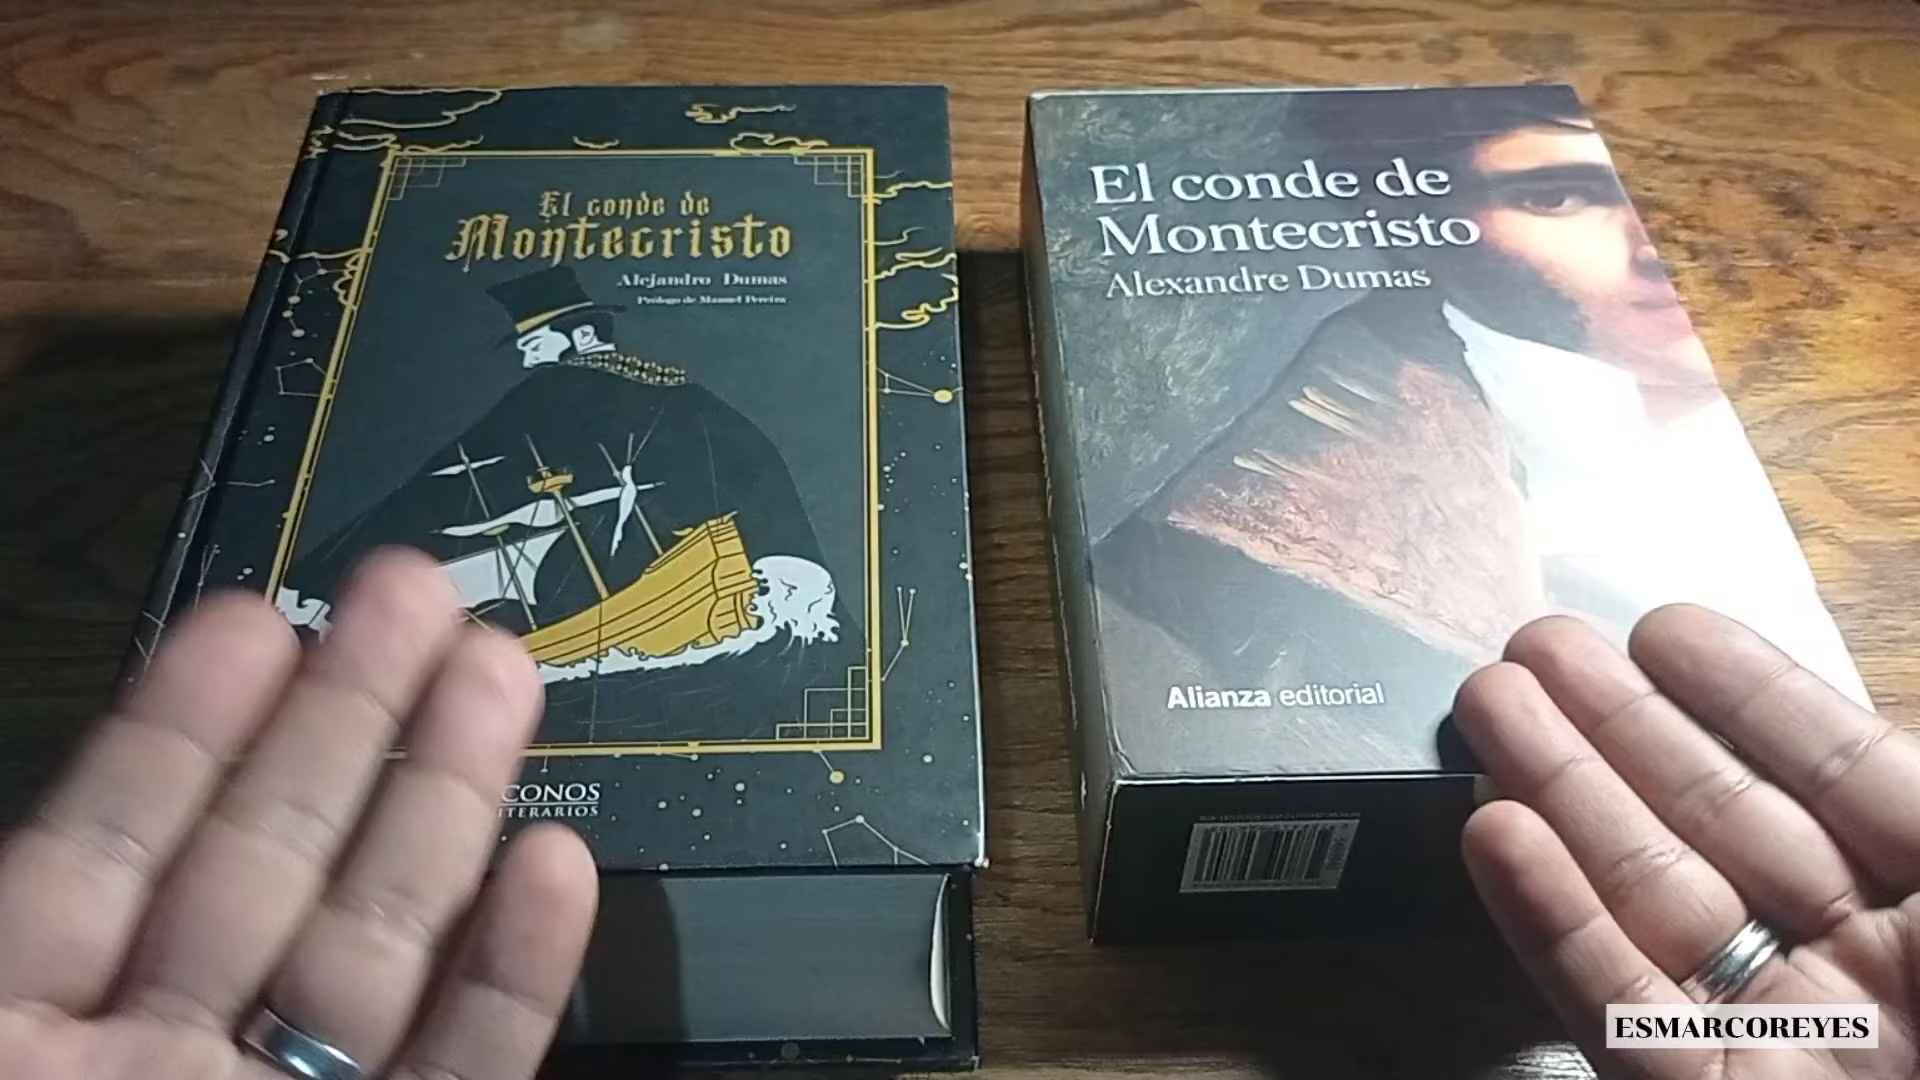 El conde de
Montecristo
Alejandro Dumas
Prólogo de Manuel Pereira
CONOS
ITERARIOS
El conde de
Montecristo
Alexandre Dumas
Alianza editorial
ESMARCOREYES